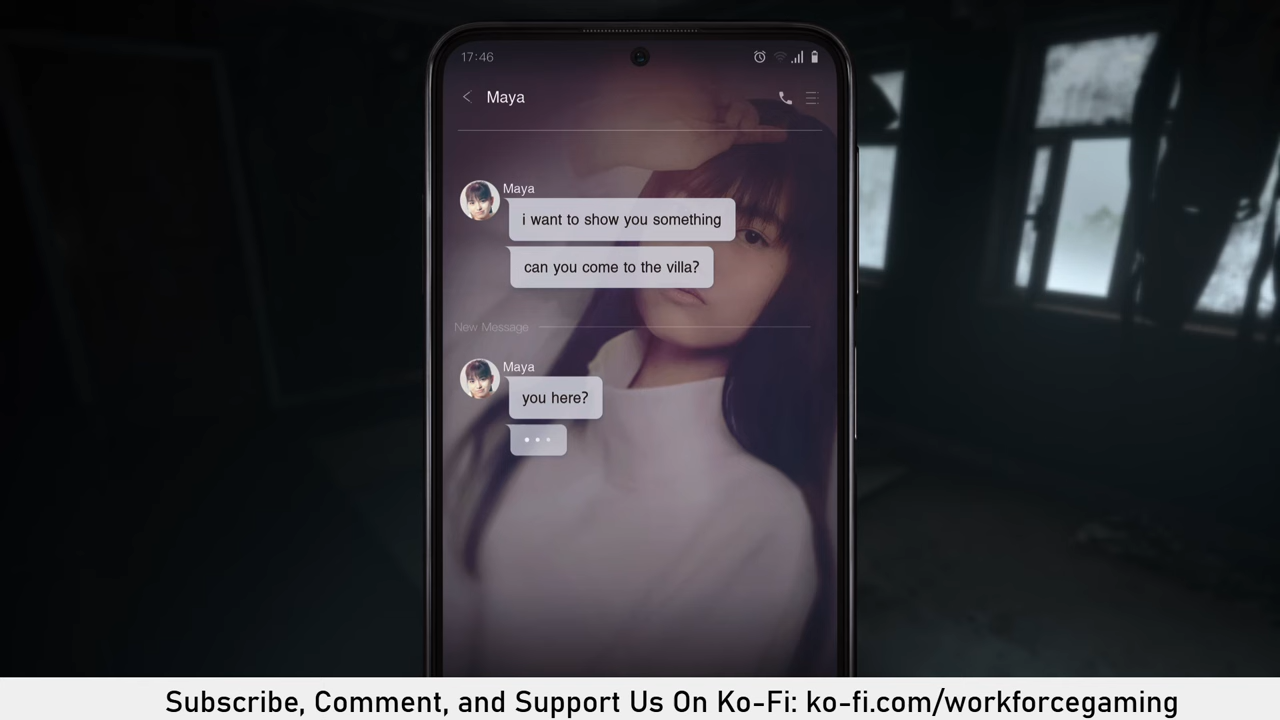 17:46
Maya
Maya
i want to show you something
can you come to the villa?
New Message
Maya
you here?
Subscribe, Comment, and Support Us On Ko-Fi: ko-fi.com/workforcegaming